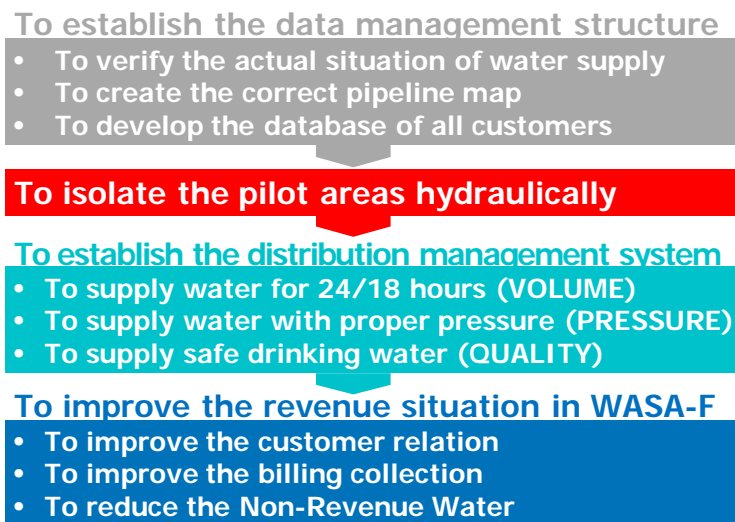 To establish the data management structure
• To verify the actual situation of water supply
• To create the correct pipeline map
• To develop the database of all customers
To isolate the pilot areas hydraulically
To establish the distribution management system
• To supply water for 24/18 hours (VOLUME)
• To supply water with proper pressure (PRESSURE)
• To supply safe drinking water (QUALITY)
To improve the revenue situation in WASA-F
• To improve the customer relation
• To improve the billing collection
• To reduce the Non-Revenue Water